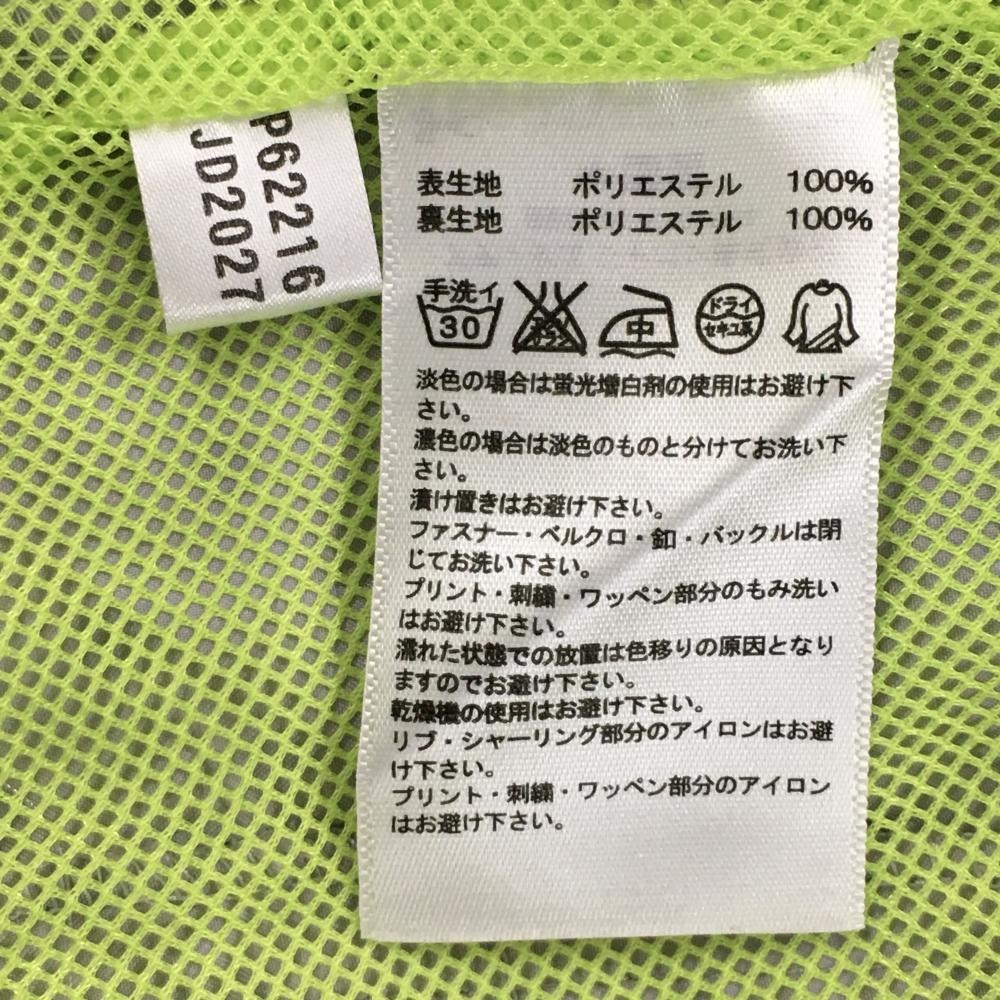 P62216
JD2027
表生地 ポリエステル 100%
裏生地 ポリエステル 100%
手洗イ
30
中
ドライ
セキユ系
淡色の場合は蛍光増白剤の使用はお避け下
さい。
濃色の場合は淡色のものと分けてお洗い下
さい。
漬け置きはお避け下さい。
ファスナー・ベルクロ・釦・バックルは閉
じてお洗い下さい。
プリント・刺繍・ワッペン部分のもみ洗い
はお避け下さい。
濡れた状態での放置は色移りの原因となり
ますのでお避け下さい。
乾燥機の使用はお避け下さい。
リブ・シャーリング部分のアイロンはお避
け下さい。
プリント・刺繍・ワッペン部分のアイロン
はお避け下さい。